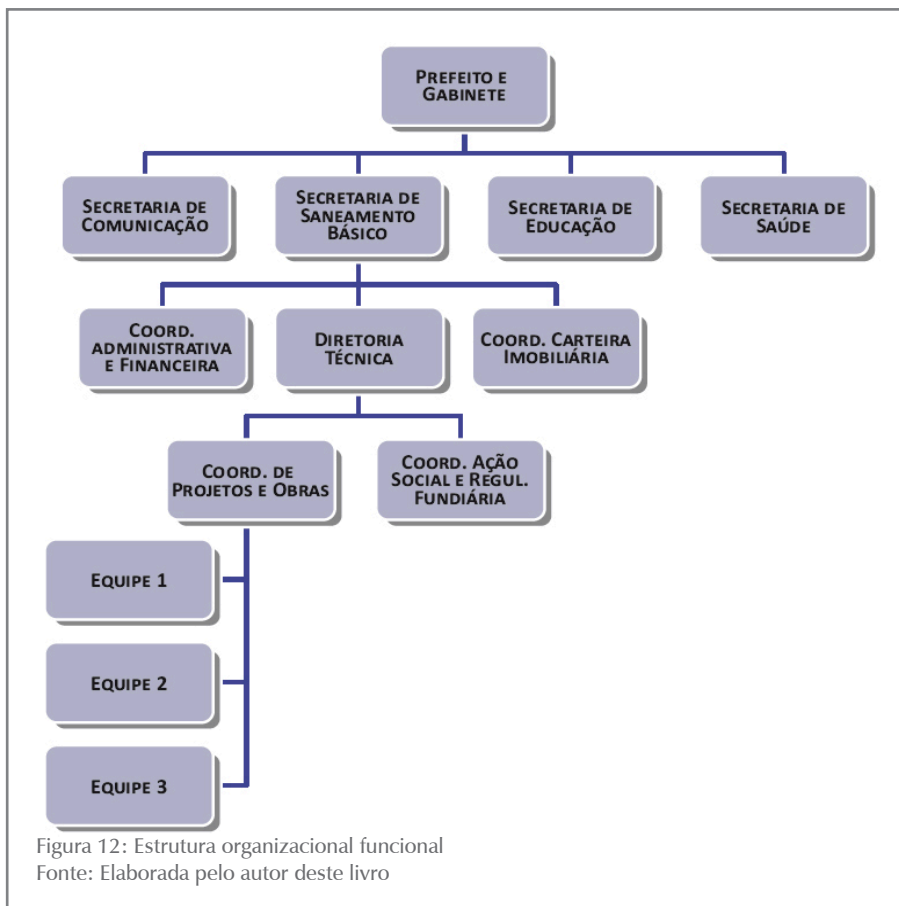 PREFEITO E
GABINETE
SECRETARIA DE
COMUNICAÇÃO
SECRETARIA DE
SANEAMENTO
BÁSICO
SECRETARIA DE
EDUCAÇÃO
SECRETARIA DE
SAÚDE
COORD.
ADMINISTRATIVA
E FINANCEIRA
DIRETORIA
TÉCNICA
COORD. CARTEIRA
IMOBILIÁRIA
COORD. DE
PROJETOS E OBRAS
COORD. AÇÃO
SOCIAL E REGUL.
FUNDIÁRIA
EQUIPE 1
EQUIPE 2
EQUIPE 3
Figura 12: Estrutura organizacional funcional
Fonte: Elaborada pelo autor deste livro